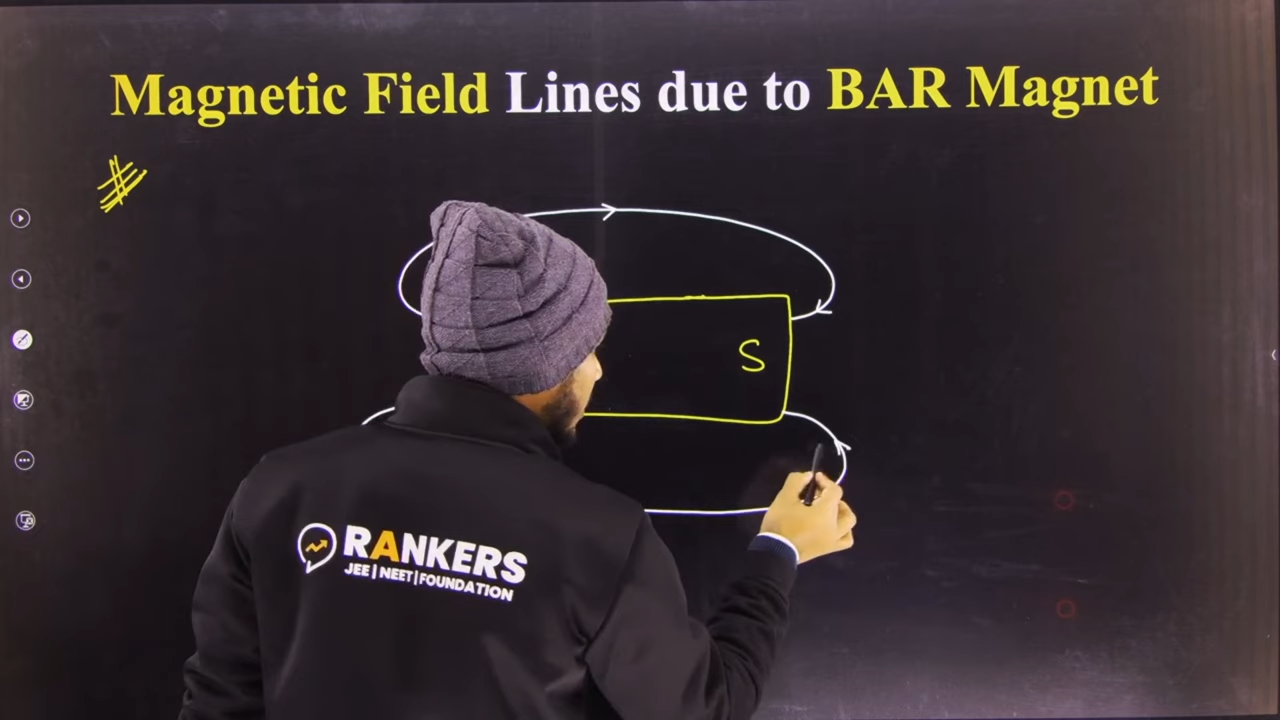 Magnetic Field Lines due to BAR Magnet
S
RANKERS
JEE | NEET | FOUNDATION